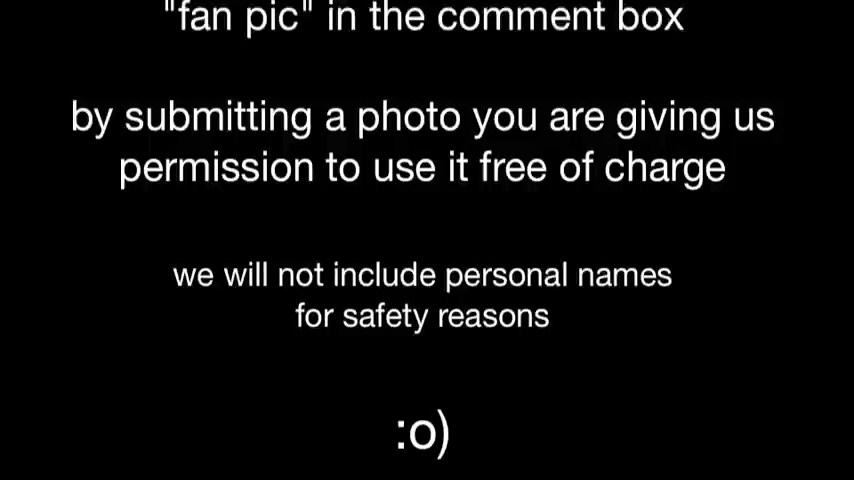 "fan pic" in the comment box
by submitting a photo you are giving us
permission to use it free of charge
we will not include personal names
for safety reasons
:o)